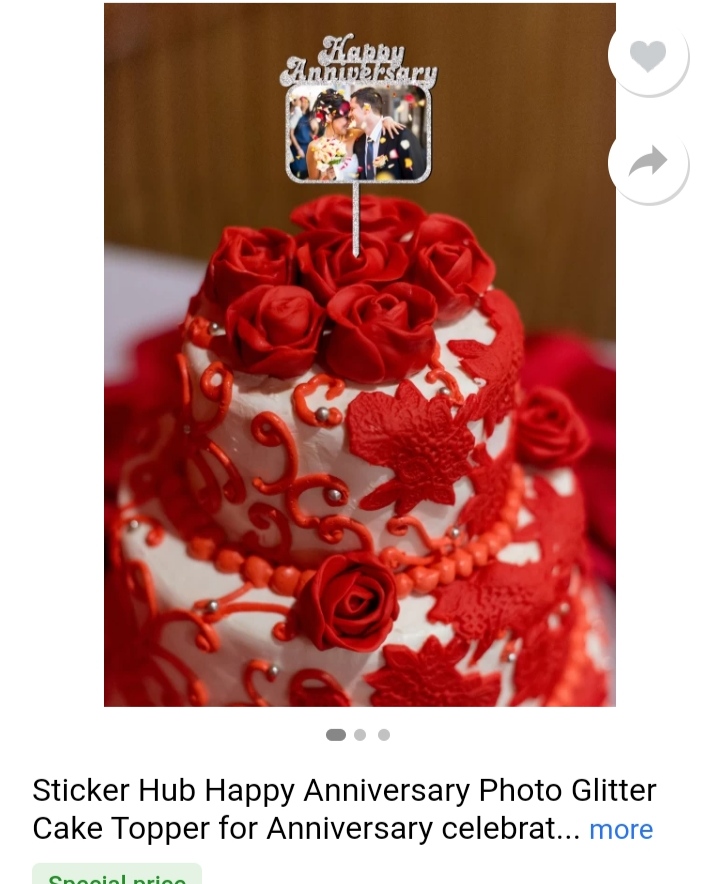 Happy
Anniversary
Sticker Hub Happy Anniversary Photo Glitter
Cake Topper for Anniversary celebrat... more
Special price